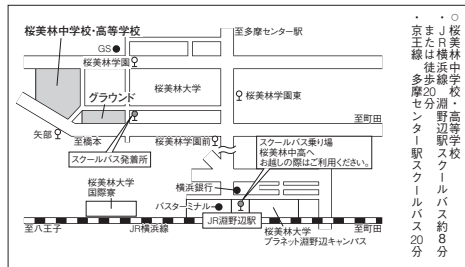 ○桜美林中学校・高等学校
・JR横浜線 淵野辺駅スクールバス約8分
または徒歩20分
・京王線 多摩センター駅スクールバス20分
桜美林中学校・高等学校
GS
至多摩センター駅
桜美林学園
桜美林大学
桜美林学園東
グラウンド
矢部
至橋本
桜美林学園前
至町田
スクールバス発着所
スクールバス乗り場
桜美林中高へ
お越しの際はご利用ください。
桜美林大学
国際寮
横浜銀行
バスターミナル
JR淵野辺駅
至八王子
JR横浜線
桜美林大学
プラネット淵野辺キャンパス
至町田